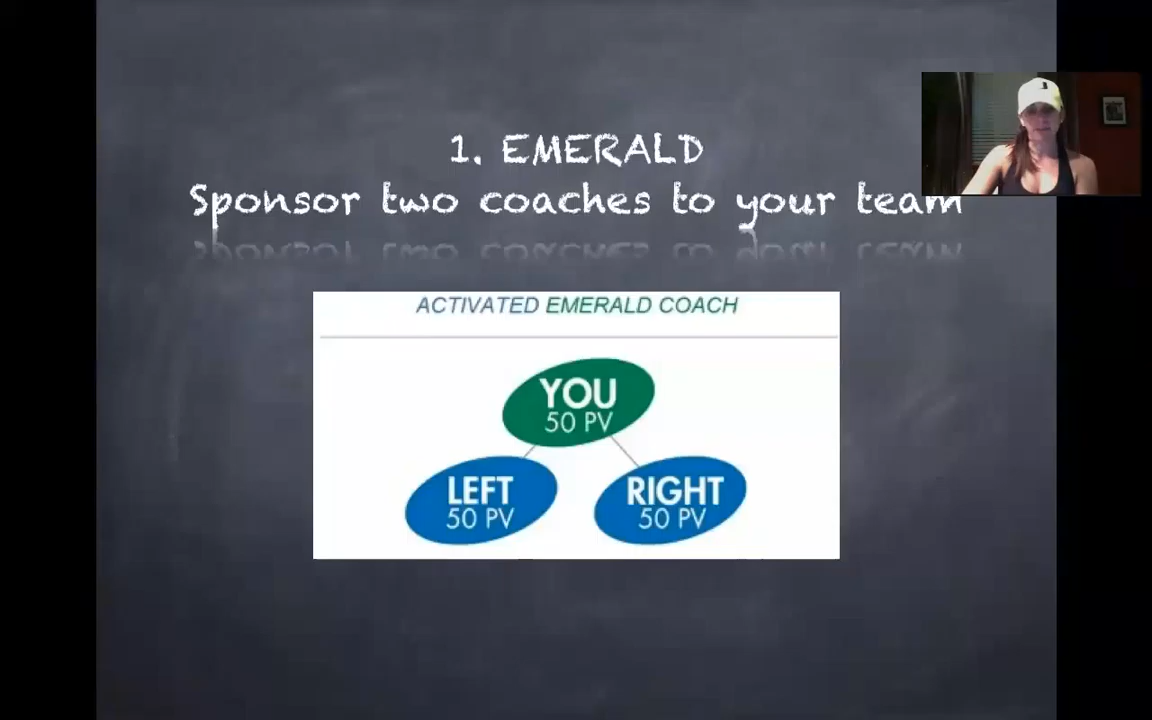 1. EMERALD
Sponsor two coaches to your team
ACTIVATED EMERALD COACH
YOU
50 PV
LEFT
50 PV
RIGHT
50 PV